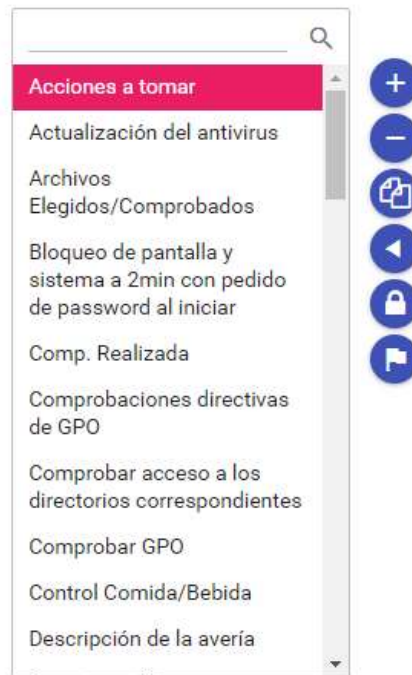 Acciones a tomar
Actualización del antivirus
Archivos
Elegidos/Comprobados
Bloqueo de pantalla y
sistema a 2min con pedido
de password al iniciar
Comp. Realizada
Comprobaciones directivas
de GPO
Comprobar acceso a los
directorios correspondientes
Comprobar GPO
Control Comida/Bebida
Descripción de la avería